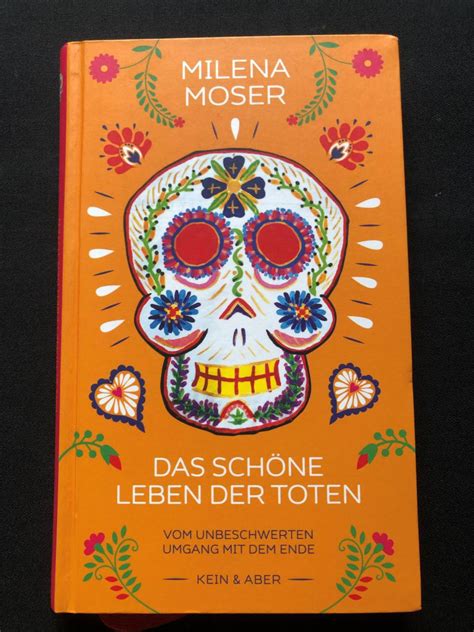 MILENA
MOSER
DAS SCHÖNE
LEBEN DER TOTEN
VOM UNBESCHWERTEN
UMGANG MIT DEM ENDE
— KEIN & ABER —